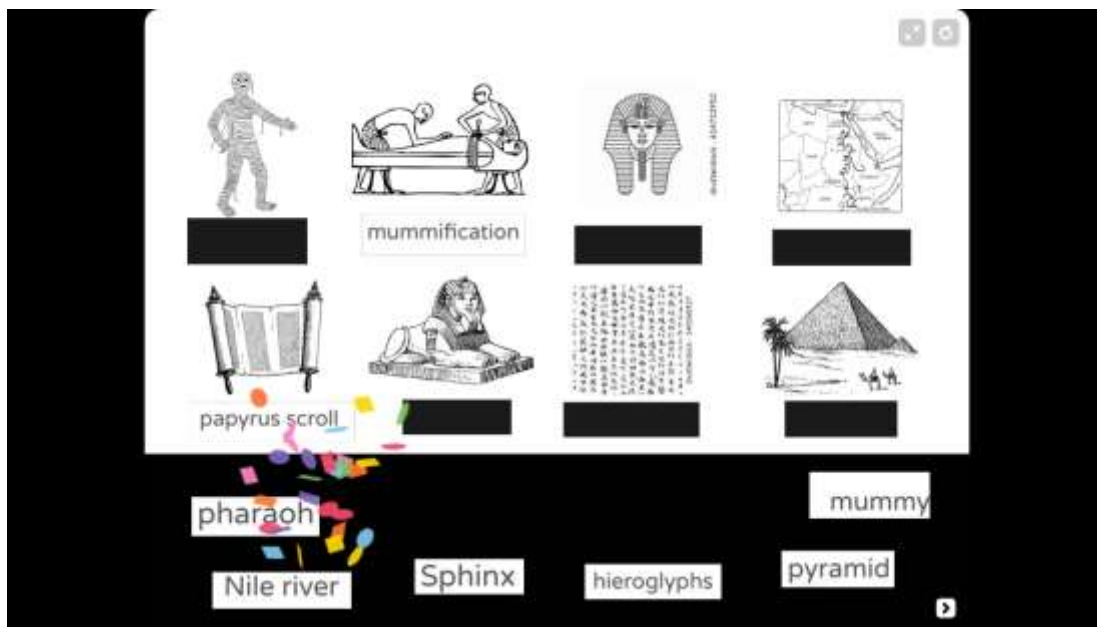 mummification
papyrus scroll
pharaoh
mummy
Nile river
Sphinx
hieroglyphs
pyramid